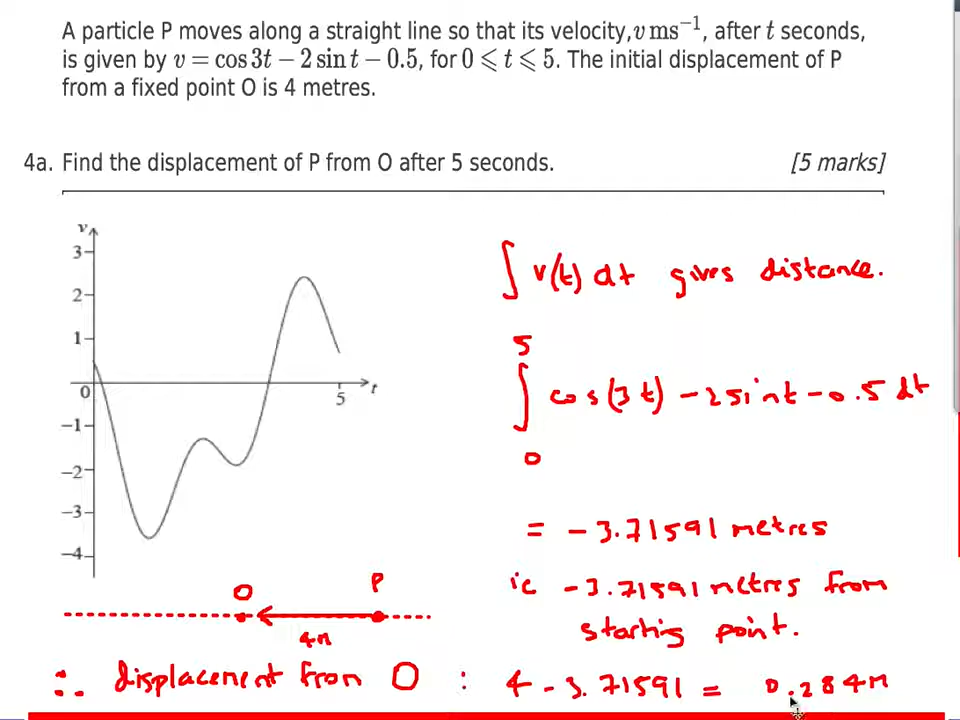 A particle P moves along a straight line so that its velocity, v ms⁻¹, after t seconds,
is given by v = cos 3t − 2 sin t − 0.5, for 0 ⩽ t ⩽ 5. The initial displacement of P
from a fixed point O is 4 metres.
4a. Find the displacement of P from O after 5 seconds. [5 marks]
v
3
2
1
0
5
t
−1
−2
−3
−4
∫ v(t) dt gives distance.
5
∫ cos(3t) − 2sint − 0.5 dt
0
= − 3.71591 metres
ie − 3.71591 metres from
starting point.
O P
4m
∴ displacement from O : 4 − 3.71591 = 0.284m